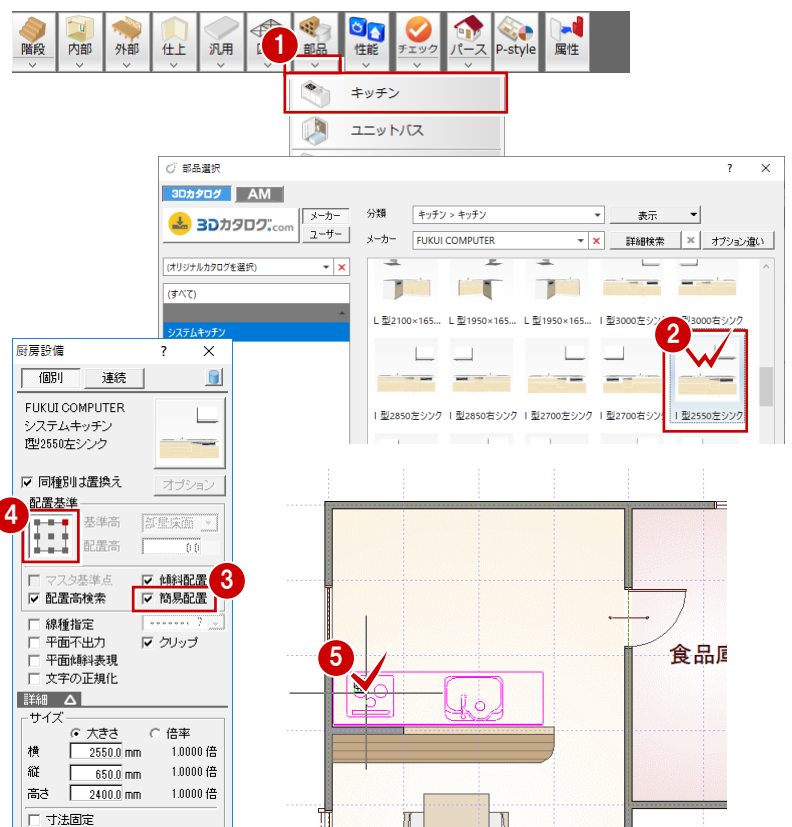 階段 内部 外部 仕上 汎用 部品 性能 チェック パース P-style 属性
1
キッチン
ユニットバス
部品選択 ? ×
3Dカタログ AM
3Dカタログ.com メーカー 分類 キッチン > キッチン 表示
ユーザー メーカー FUKUI COMPUTER × 詳細検索 × オプション違い
(オリジナルカタログを選択) ×
(すべて)
L 型2100×165... L 型1950×165... L 型1950×165... I 型3000左シンク I 型3000右シンク
システムキッチン
2
I 型2850左シンク I 型2850右シンク I 型2700左シンク I 型2700右シンク I 型2550左シンク
厨房設備 ? ×
個別 連続
FUKUI COMPUTER
システムキッチン
I型2550左シンク
同種別は置換え オプション
配置基準
4
基準高 部屋床面
配置高 0.0
マスタ基準点 傾斜配置
3
配置高検索 簡易配置
線種指定 7
平面不出力 クリップ
平面傾斜表現
文字の正規化
詳細
サイズ
大きさ 倍率
横 2550.0 mm 1.0000 倍
縦 650.0 mm 1.0000 倍
高さ 2400.0 mm 1.0000 倍
寸法固定
5
食品庫